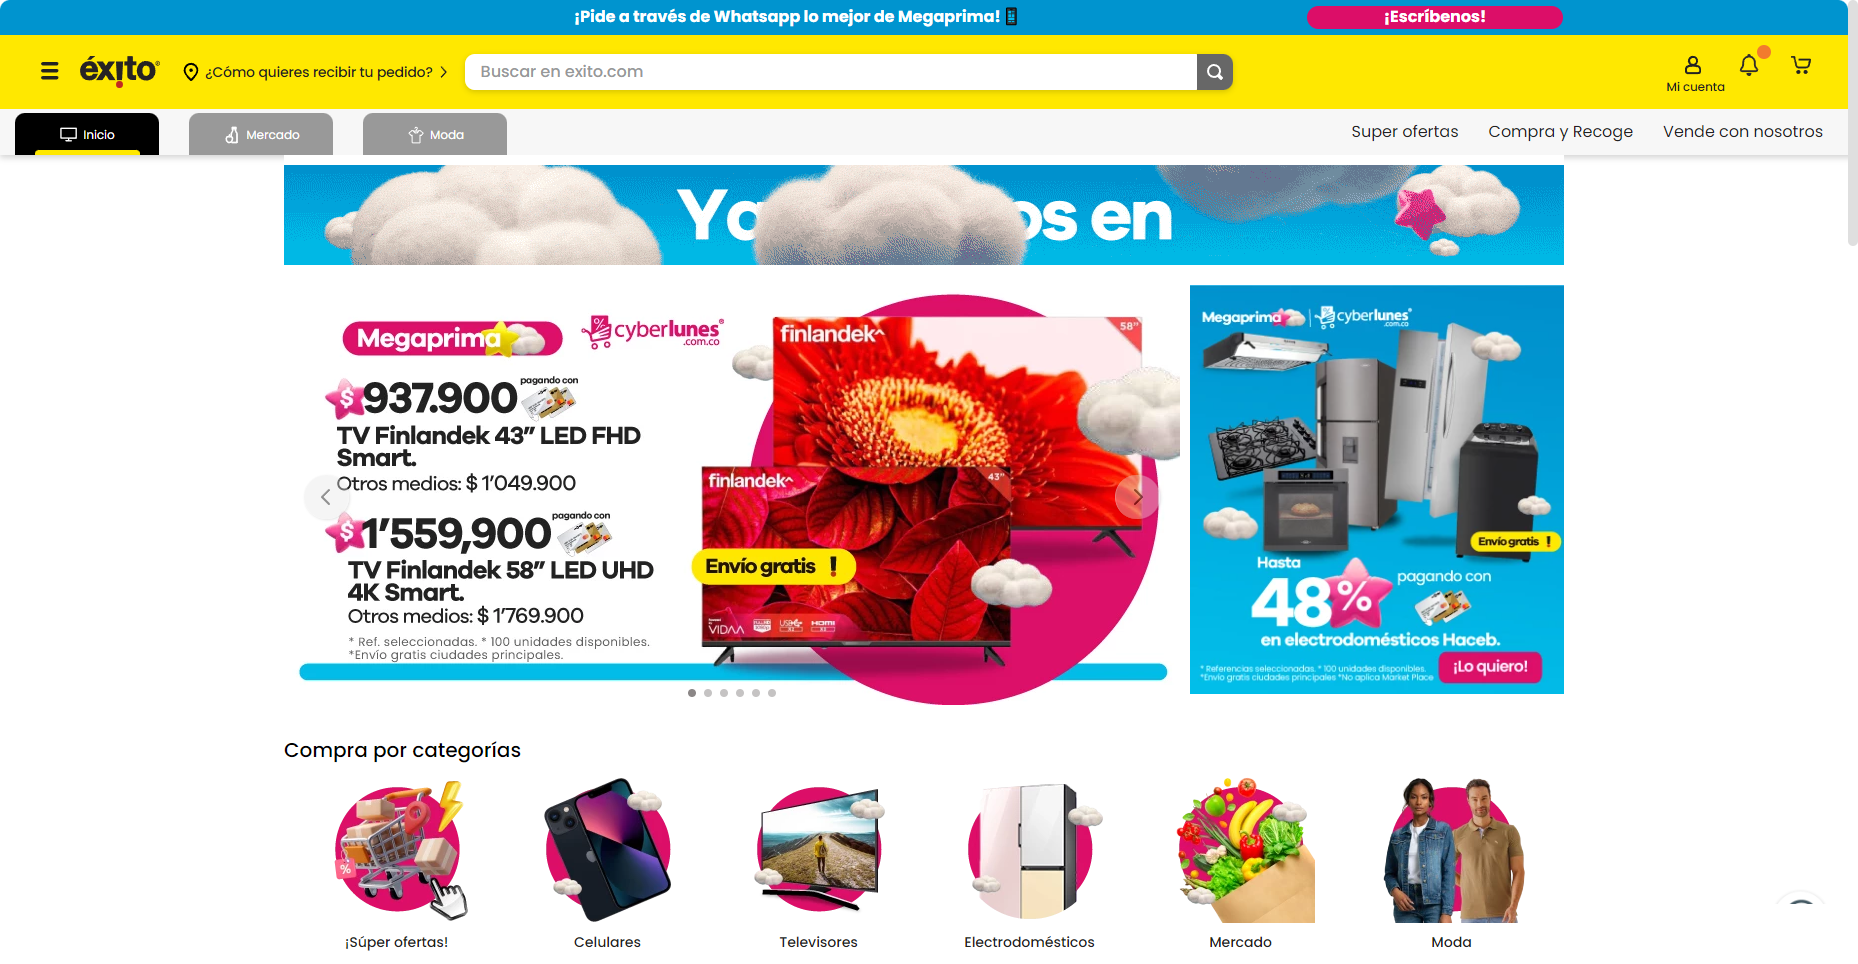 ¡Pide a través de Whatsapp lo mejor de Megaprima!
¡Escríbenos!
éxito
¿Cómo quieres recibir tu pedido?
Buscar en exito.com
Mi cuenta
Inicio
Mercado
Moda
Super ofertas
Compra y Recoge
Vende con nosotros
en
Megaprima
cyberlunes®
.com.co
$ 937.900 pagando con
TV Finlandek 43” LED FHD
Smart.
Otros medios: $ 1’049.900
$ 1’559,900 pagando con
TV Finlandek 58” LED UHD
4K Smart.
Otros medios: $ 1’769.900
* Ref. seleccionadas. * 100 unidades disponibles.
*Envío gratis ciudades principales.
finlandek
58”
finlandek
43”
Envío gratis !
VIDAA
HDMI
Megaprima
cyberlunes®
.com.co
Envío gratis !
Hasta
48% pagando con
en electrodomésticos Haceb.
* Referencias seleccionadas. * 100 unidades disponibles.
*Envío gratis ciudades principales *No aplica Market Place
¡Lo quiero!
Compra por categorías
%
¡Súper ofertas!
Celulares
Televisores
Electrodomésticos
Mercado
Moda